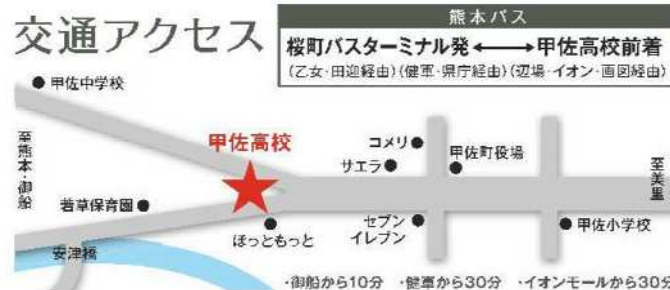 交通アクセス
熊本バス
桜町バスターミナル発⟷甲佐高校前着
(乙女・田迎経由)(健軍・県庁経由)(辺場・イオン・画図経由)
甲佐中学校
甲佐高校
コメリ
サエラ
甲佐町役場
至熊本・御船
至美里
若草保育園
ほっともっと
セブン
イレブン
甲佐小学校
安津橋
・御船から10分 ・健軍から30分 ・イオンモールから30分